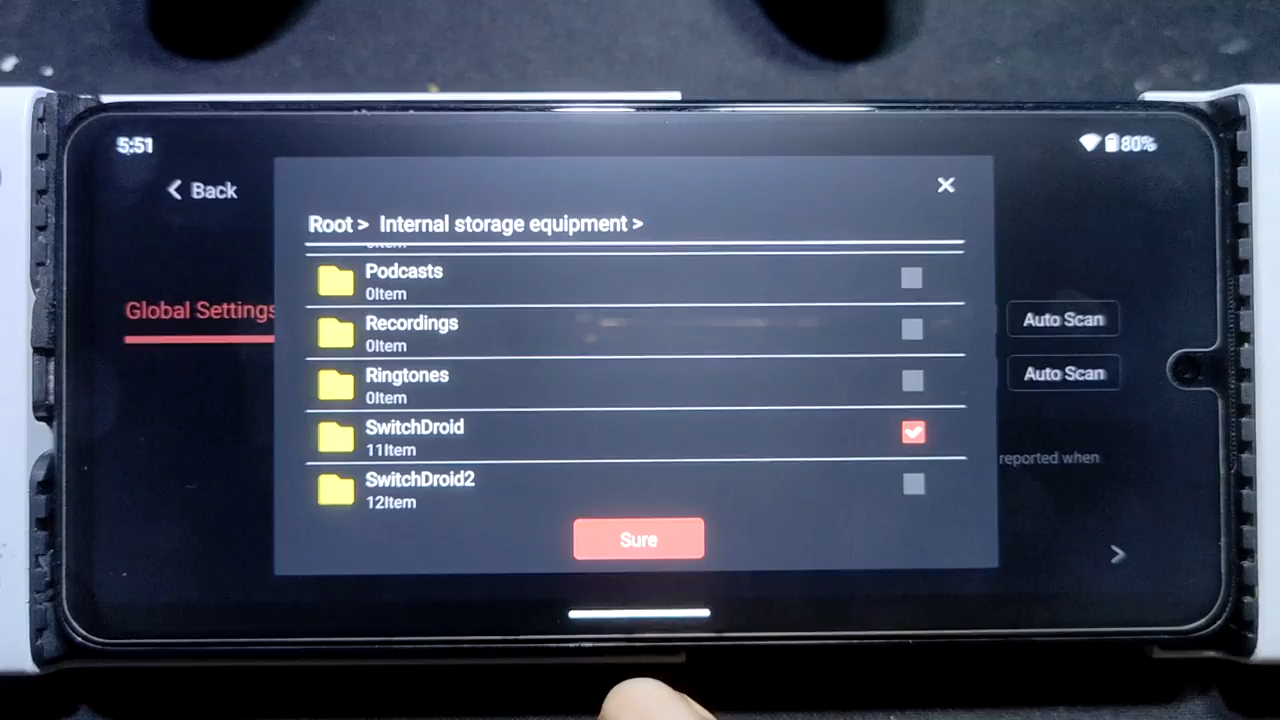 5:51
80%
Back
Root > Internal storage equipment >
Podcasts
0Item
Global Settings
Recordings
0Item
Auto Scan
Ringtones
0Item
Auto Scan
SwitchDroid
11Item
reported when
SwitchDroid2
12Item
Sure